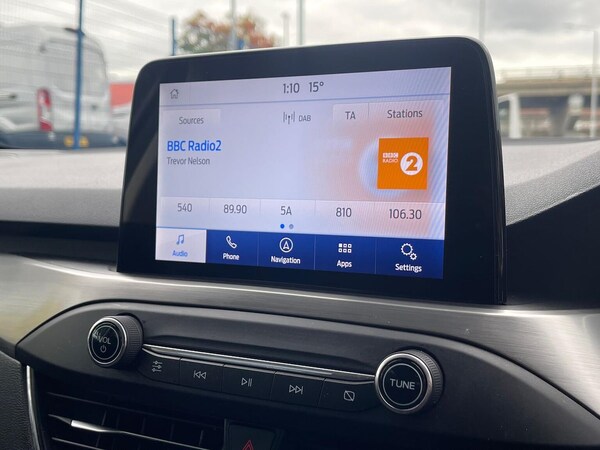 1:10 15°
Sources DAB TA Stations
BBC Radio2
Trevor Nelson
BBC
RADIO 2
540 89.90 5A 810 106.30
Audio Phone Navigation Apps Settings
VOL
TUNE